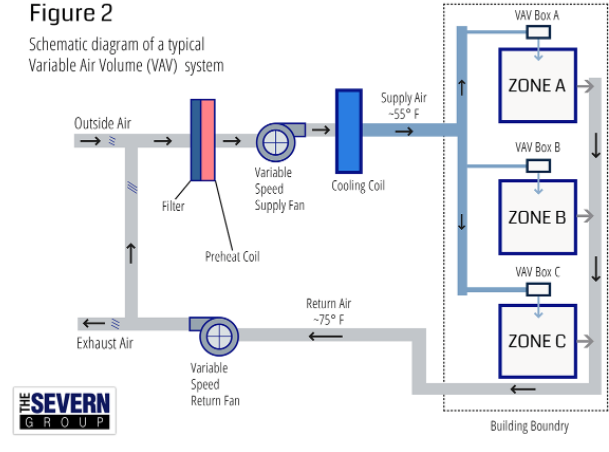 Figure 2
Schematic diagram of a typical
Variable Air Volume (VAV) system
Outside Air
Filter
Preheat Coil
Variable
Speed
Supply Fan
Cooling Coil
Supply Air
~55° F
VAV Box A
ZONE A
VAV Box B
ZONE B
VAV Box C
ZONE C
Return Air
~75° F
Exhaust Air
Variable
Speed
Return Fan
Building Boundry
THE
SEVERN
GROUP